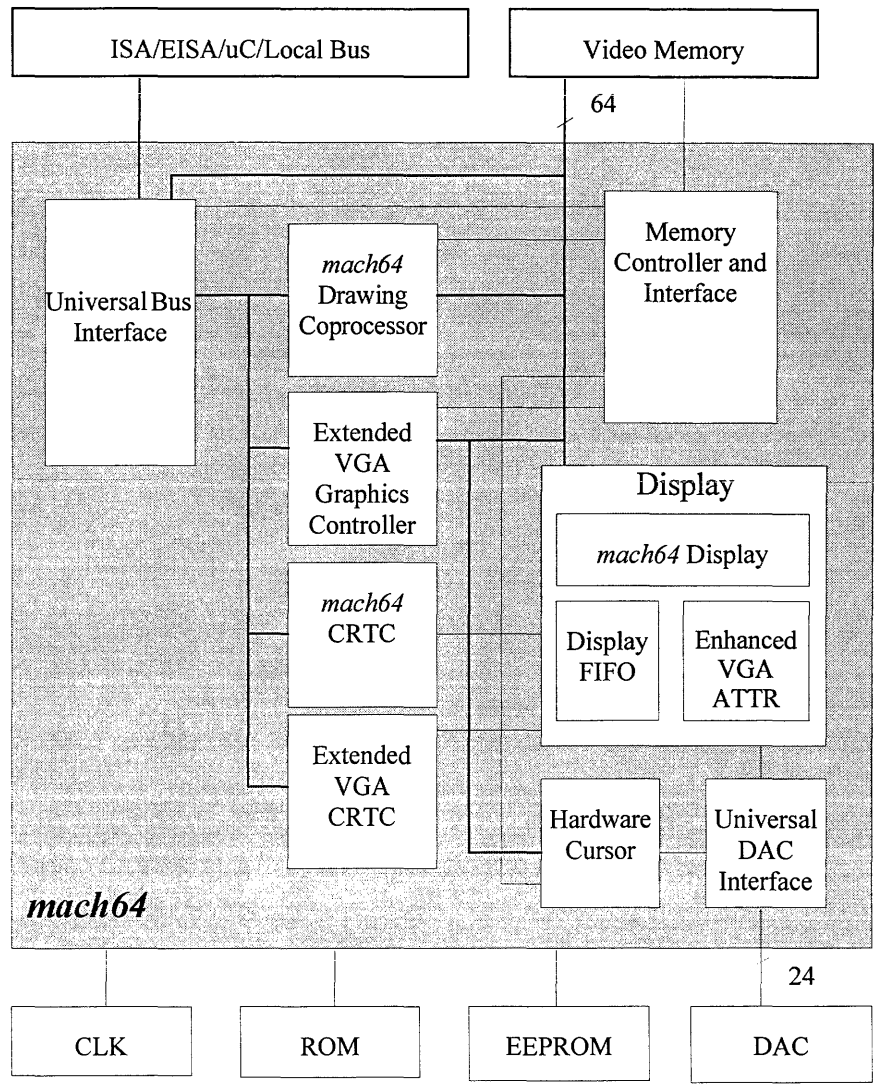 ISA/EISA/uC/Local Bus
Video Memory
64
Universal Bus
Interface
mach64
Drawing
Coprocessor
Memory
Controller and
Interface
Extended
VGA
Graphics
Controller
Display
mach64 Display
mach64
CRTC
Display
FIFO
Enhanced
VGA
ATTR
Extended
VGA
CRTC
Hardware
Cursor
Universal
DAC
Interface
mach64
24
CLK
ROM
EEPROM
DAC